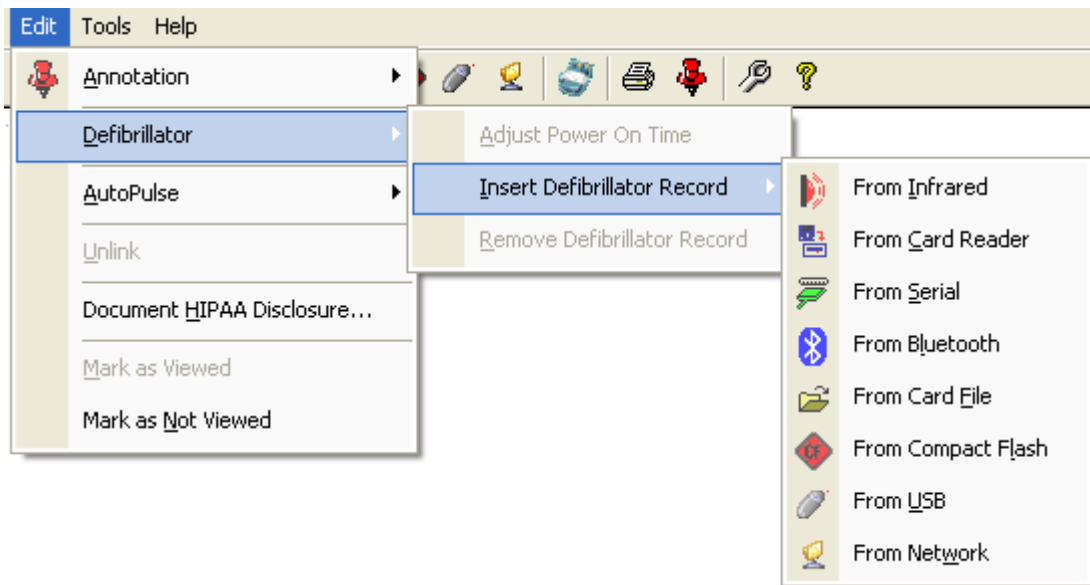 Edit Tools Help
Annotation
Defibrillator
AutoPulse
Unlink
Document HIPAA Disclosure...
Mark as Viewed
Mark as Not Viewed
Adjust Power On Time
Insert Defibrillator Record
Remove Defibrillator Record
From Infrared
From Card Reader
From Serial
From Bluetooth
From Card File
CF From Compact Flash
From USB
From Network